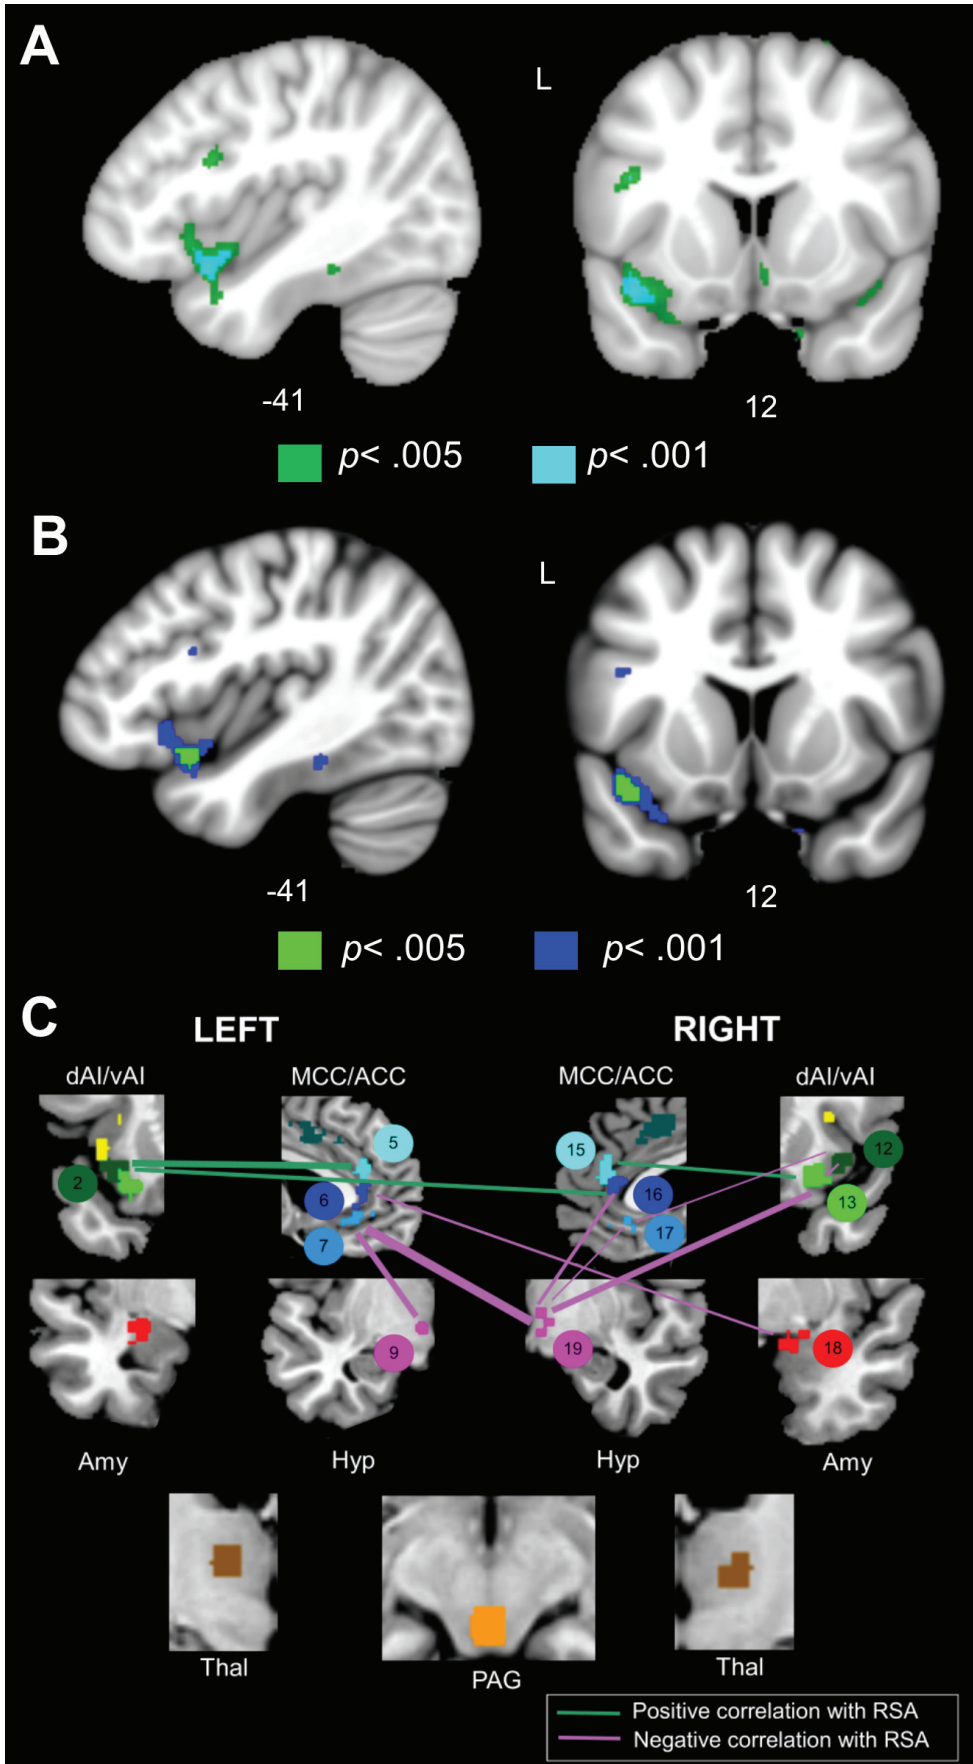 A
L
-41
12
p< .005
p< .001
B
L
-41
12
p< .005
p< .001
C
LEFT
RIGHT
dAI/vAI
MCC/ACC
MCC/ACC
dAI/vAI
5
15
12
2
6
16
13
7
17
9
19
18
Amy
Hyp
Hyp
Amy
Thal
PAG
Thal
Positive correlation with RSA
Negative correlation with RSA